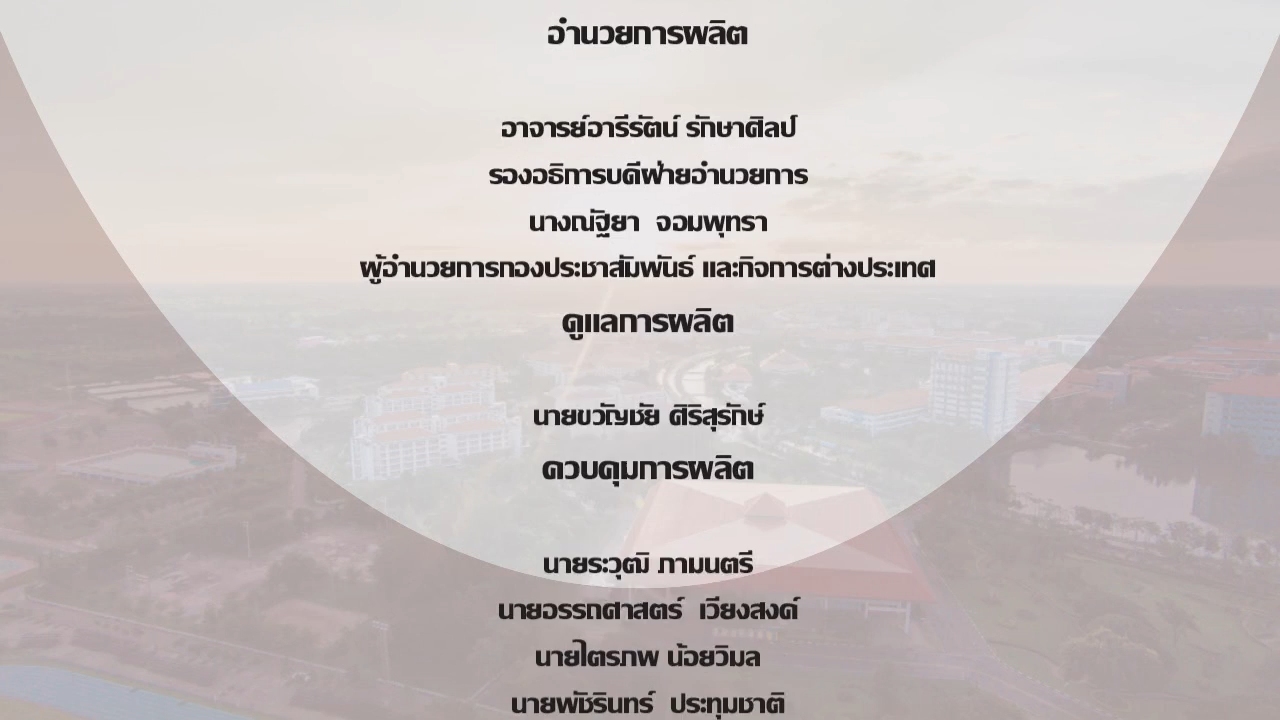 อำนวยการผลิต
อาจารย์อารีรัตน์ รักษาศิลป์
รองอธิการบดีฝ่ายอำนวยการ
นางณัฐิยา จอมพุทรา
ผู้อำนวยการกองประชาสัมพันธ์ และกิจการต่างประเทศ
ดูแลการผลิต
นายขวัญชัย ศิริสุรักษ์
ควบคุมการผลิต
นายระวุฒิ ภามนตรี
นายอรรถศาสตร์ เวียงสงค์
นายไตรภพ น้อยวิมล
นายพัชรินทร์ ประทุมชาติ